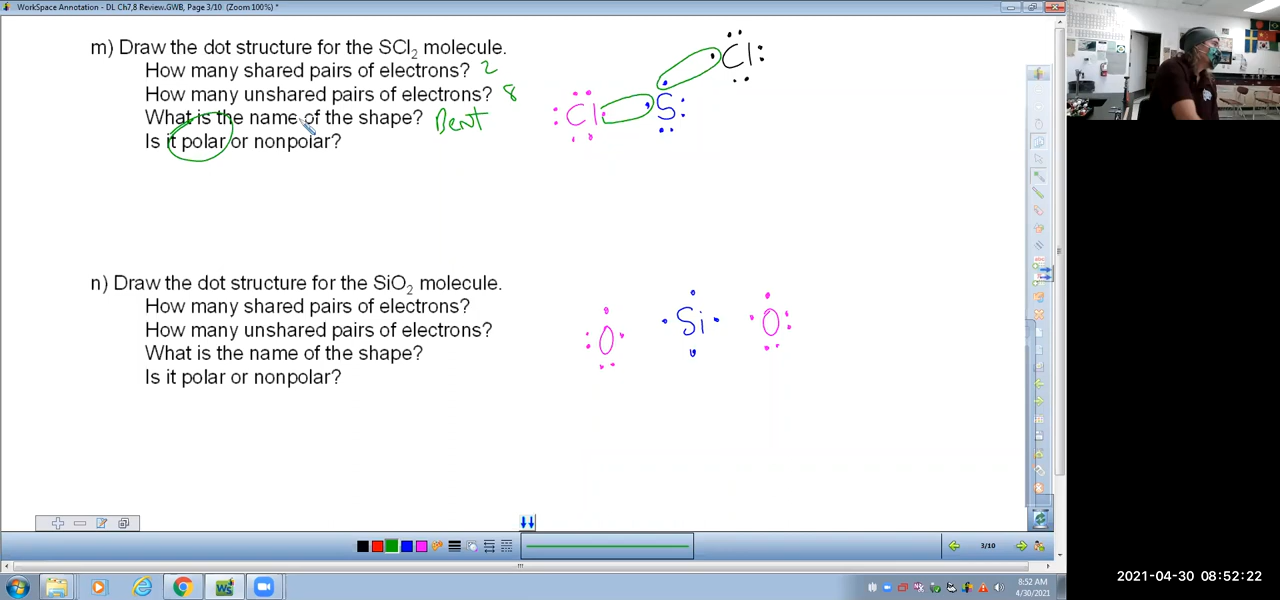 WorkSpace Annotation - DL Ch7,8 Review.GWB, Page 3/10 (Zoom 100%) *
m) Draw the dot structure for the SCl₂ molecule.
How many shared pairs of electrons? 2
How many unshared pairs of electrons? 8
What is the name of the shape? Bent
Is it polar or nonpolar?
Cl
Cl S
n) Draw the dot structure for the SiO₂ molecule.
How many shared pairs of electrons?
How many unshared pairs of electrons?
What is the name of the shape?
Is it polar or nonpolar?
O Si O
3/10
8:52 AM
4/30/2021
2021-04-30 08:52:22